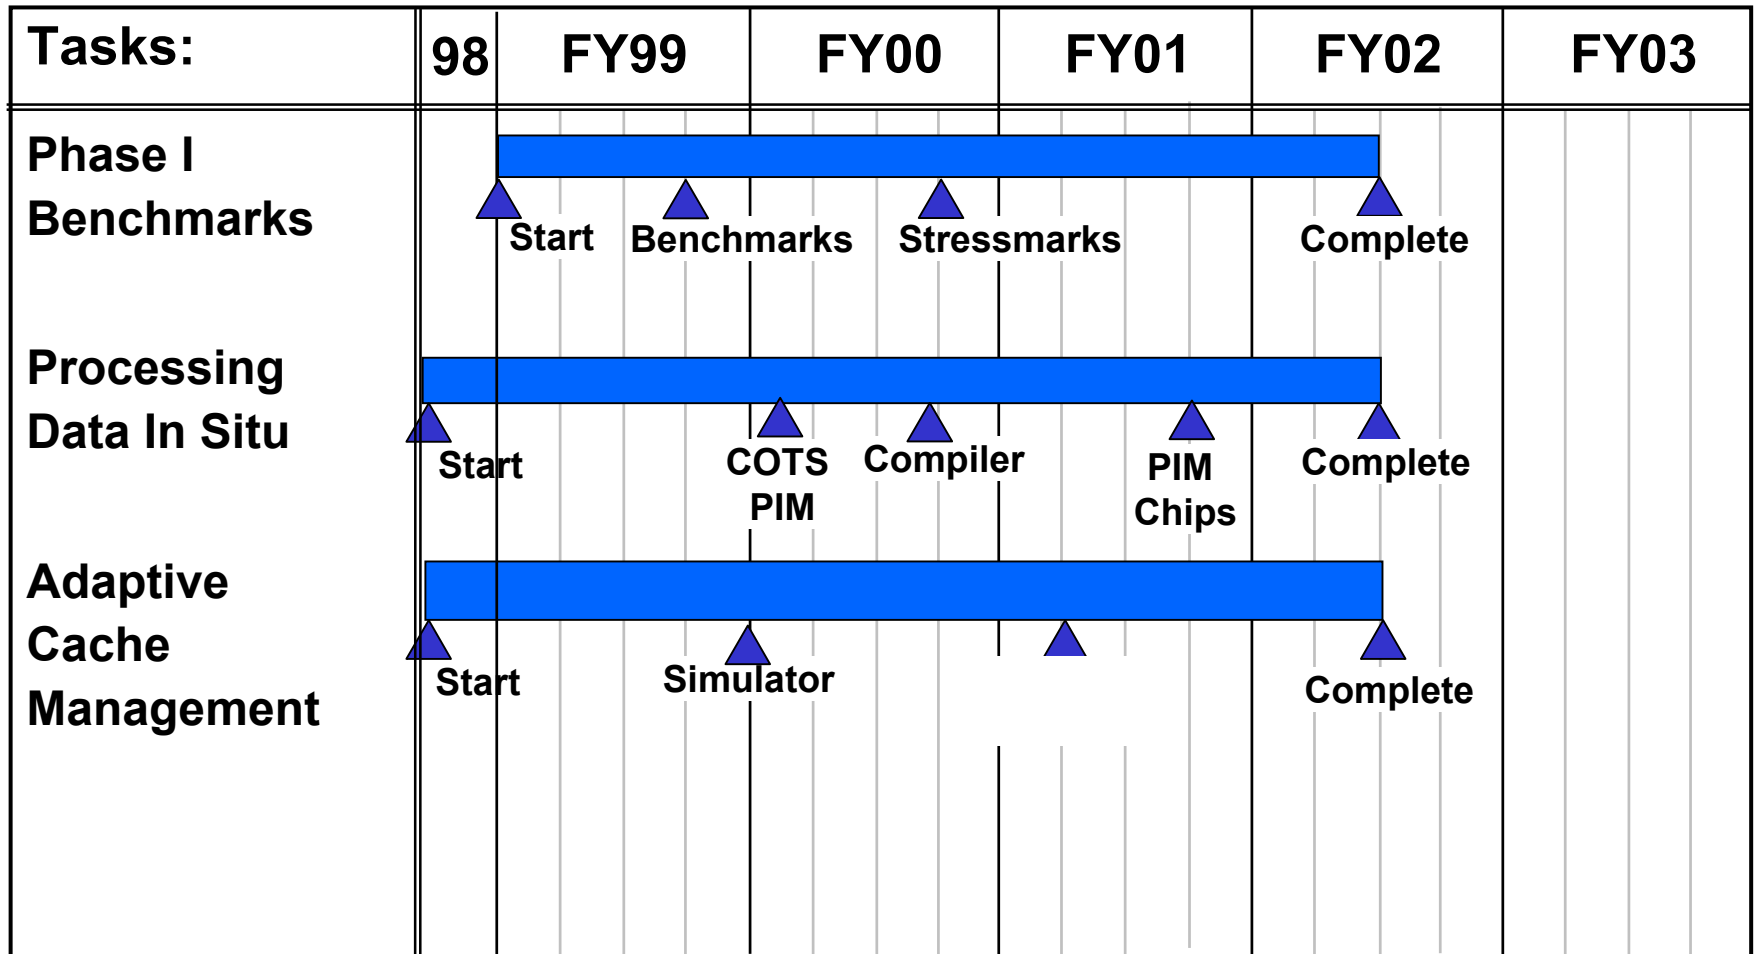 Tasks: 98 FY99 FY00 FY01 FY02 FY03
Phase I
Benchmarks
Start Benchmarks Stressmarks Complete
Processing
Data In Situ
Start COTS Compiler PIM Complete
PIM Chips
Adaptive
Cache
Management
Start Simulator Complete